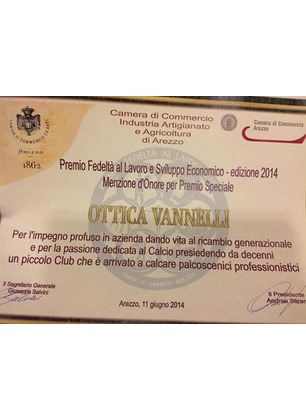 Camera di Commercio
Industria Artigianato
e Agricoltura
di Arezzo
Camera di Commercio
Arezzo
AREZZO
1862
Premio Fedeltà al Lavoro e Sviluppo Economico - edizione 2014
Menzione d'Onore per Premio Speciale
OTTICA VANNELLI
Per l'impegno profuso in azienda dando vita al ricambio generazionale
e per la passione dedicata al Calcio presiedendo da decenni
un piccolo Club che è arrivato a calcare palcoscenici professionistici
Il Segretario Generale
Giuseppe Salvini
Arezzo, 11 giugno 2014
Il Presidente
Andrea